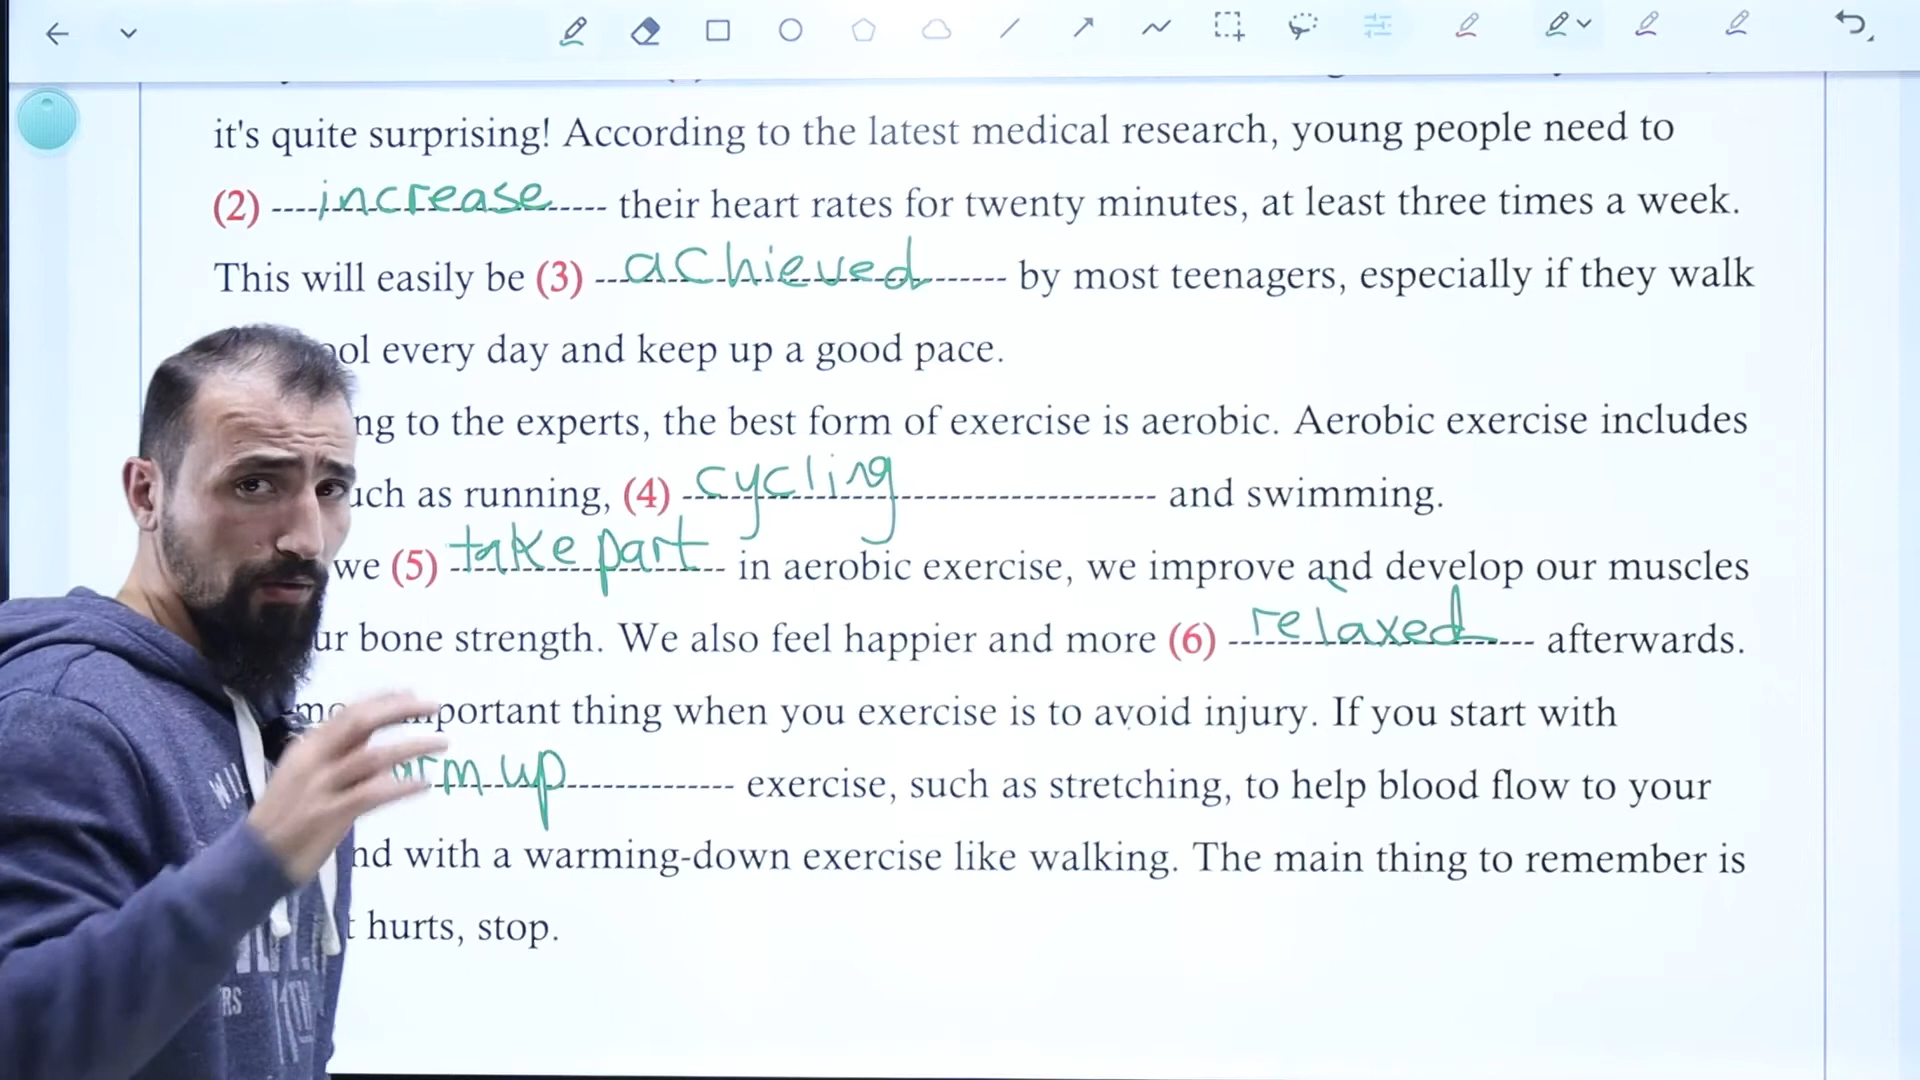 it's quite surprising! According to the latest medical research, young people need to
(2) increase their heart rates for twenty minutes, at least three times a week.
This will easily be (3) achieved by most teenagers, especially if they walk
ool every day and keep up a good pace.
ng to the experts, the best form of exercise is aerobic. Aerobic exercise includes
uch as running, (4) cycling and swimming.
we (5) take part in aerobic exercise, we improve and develop our muscles
ur bone strength. We also feel happier and more (6) relaxed afterwards.
portant thing when you exercise is to avoid injury. If you start with
arm up exercise, such as stretching, to help blood flow to your
nd with a warming-down exercise like walking. The main thing to remember is
t hurts, stop.